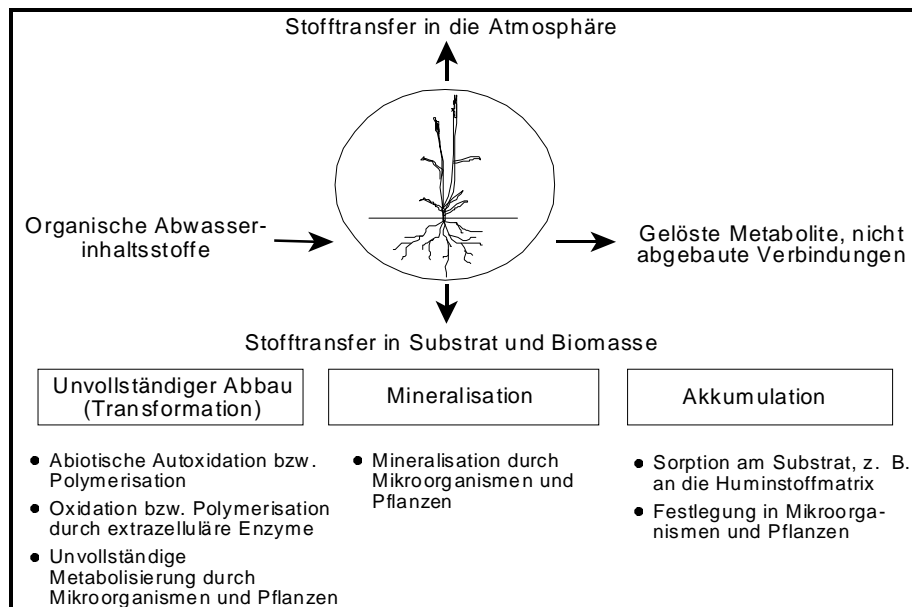 Stofftransfer in die Atmosphäre
Organische Abwasser-
inhaltsstoffe
Gelöste Metabolite, nicht
abgebaute Verbindungen
Stofftransfer in Substrat und Biomasse
Unvollständiger Abbau
(Transformation)
Mineralisation
Akkumulation
• Abiotische Autoxidation bzw.
Polymerisation
• Oxidation bzw. Polymerisation
durch extrazelluläre Enzyme
• Unvollständige
Metabolisierung durch
Mikroorganismen und Pflanzen
• Mineralisation durch
Mikroorganismen und
Pflanzen
• Sorption am Substrat, z. B.
an die Huminstoffmatrix
• Festlegung in Mikroorga-
nismen und Pflanzen